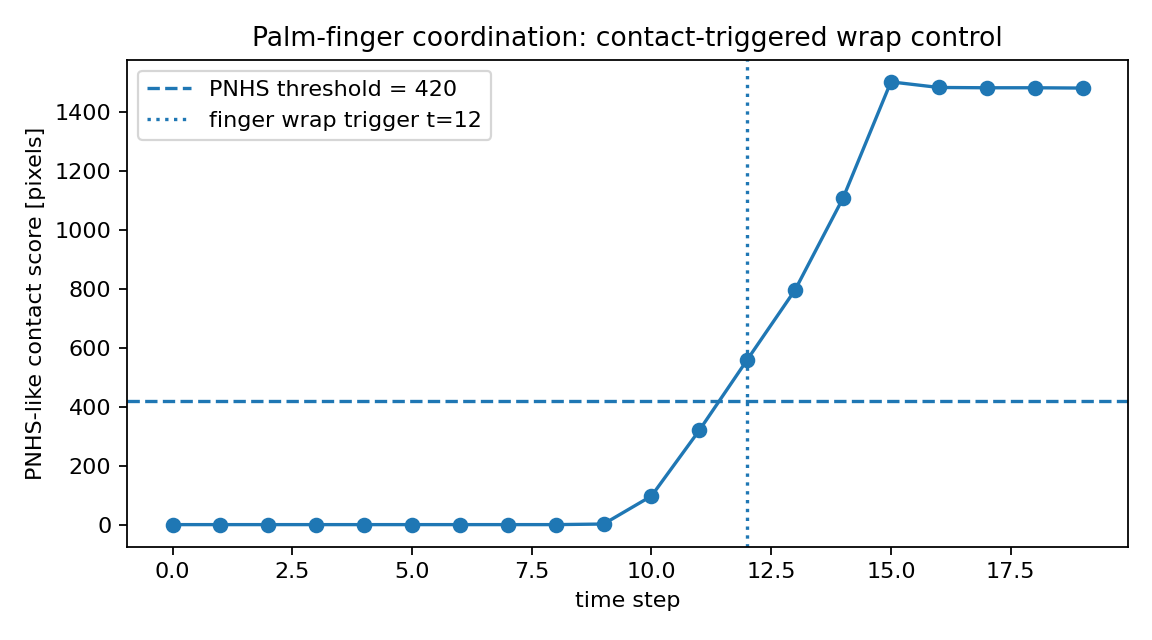 Palm-finger coordination: contact-triggered wrap control
PNHS threshold = 420
finger wrap trigger t=12
PNHS-like contact score [pixels]
1400
1200
1000
800
600
400
200
0
0.0 2.5 5.0 7.5 10.0 12.5 15.0 17.5
time step